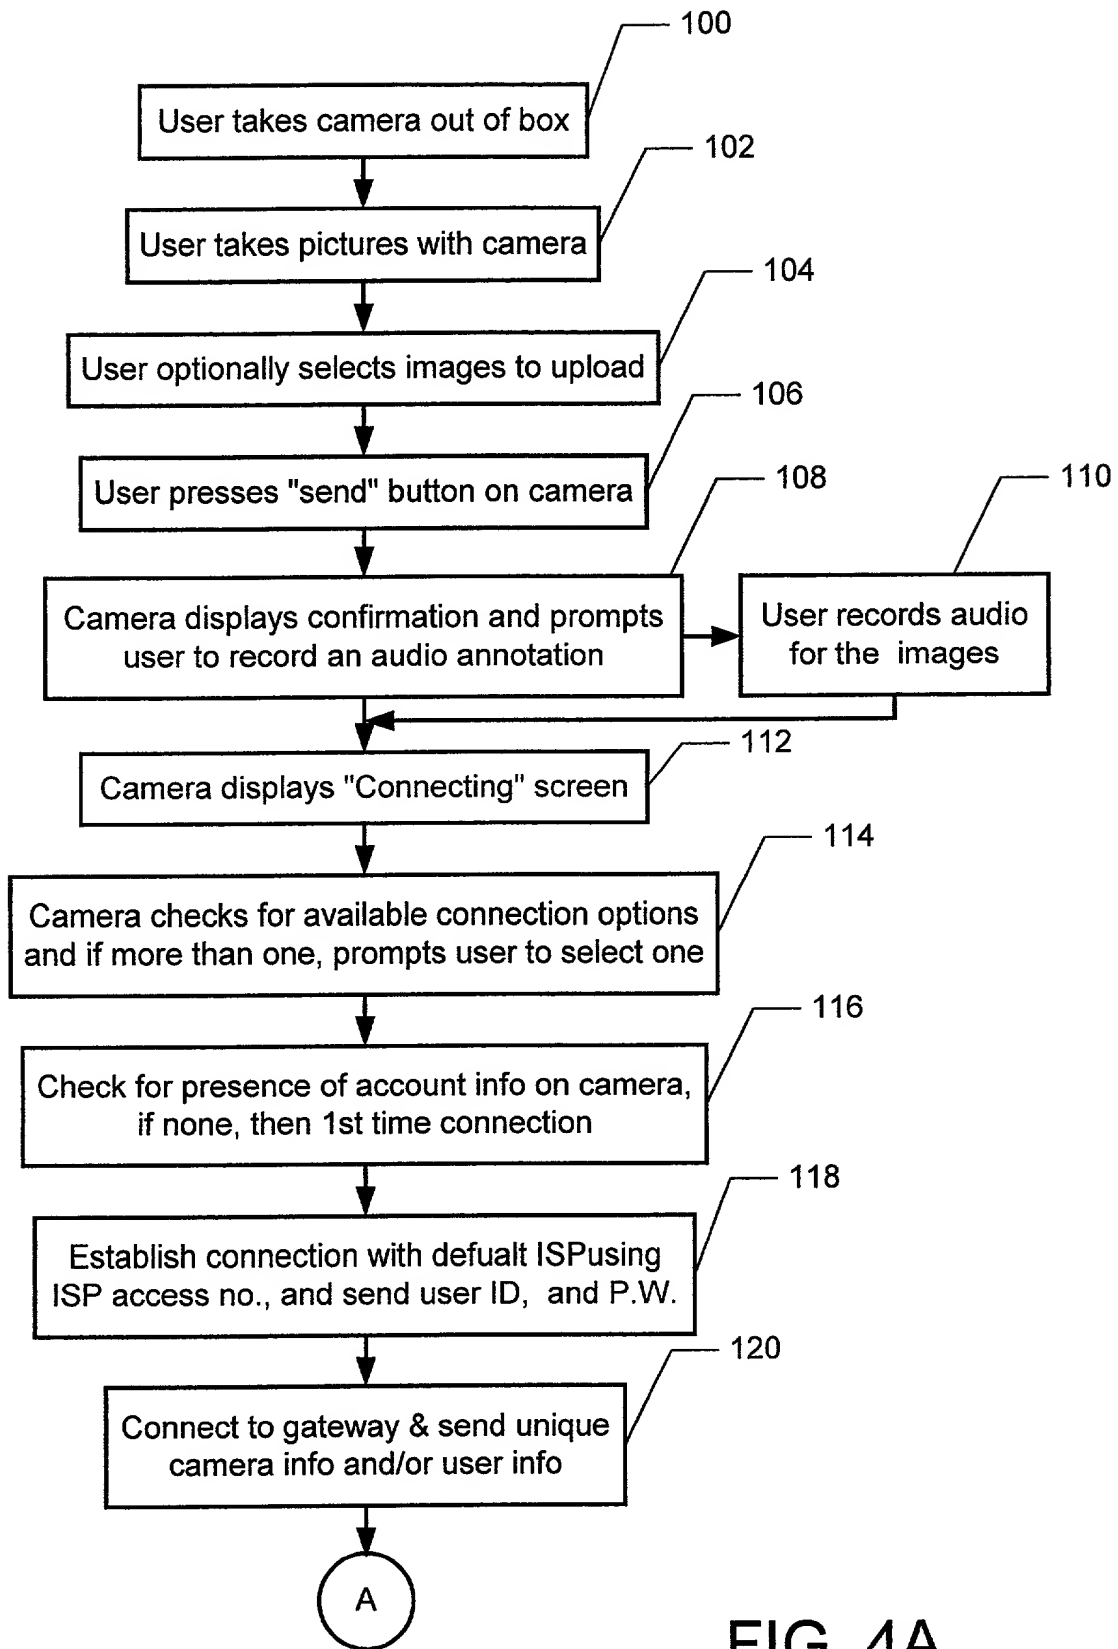 100
User takes camera out of box
102
User takes pictures with camera
104
User optionally selects images to upload
106
User presses "send" button on camera
108
Camera displays confirmation and prompts
user to record an audio annotation
110
User records audio
for the images
112
Camera displays "Connecting" screen
114
Camera checks for available connection options
and if more than one, prompts user to select one
116
Check for presence of account info on camera,
if none, then 1st time connection
118
Establish connection with defualt ISPusing
ISP access no., and send user ID, and P.W.
120
Connect to gateway & send unique
camera info and/or user info
A
FIG. 4A